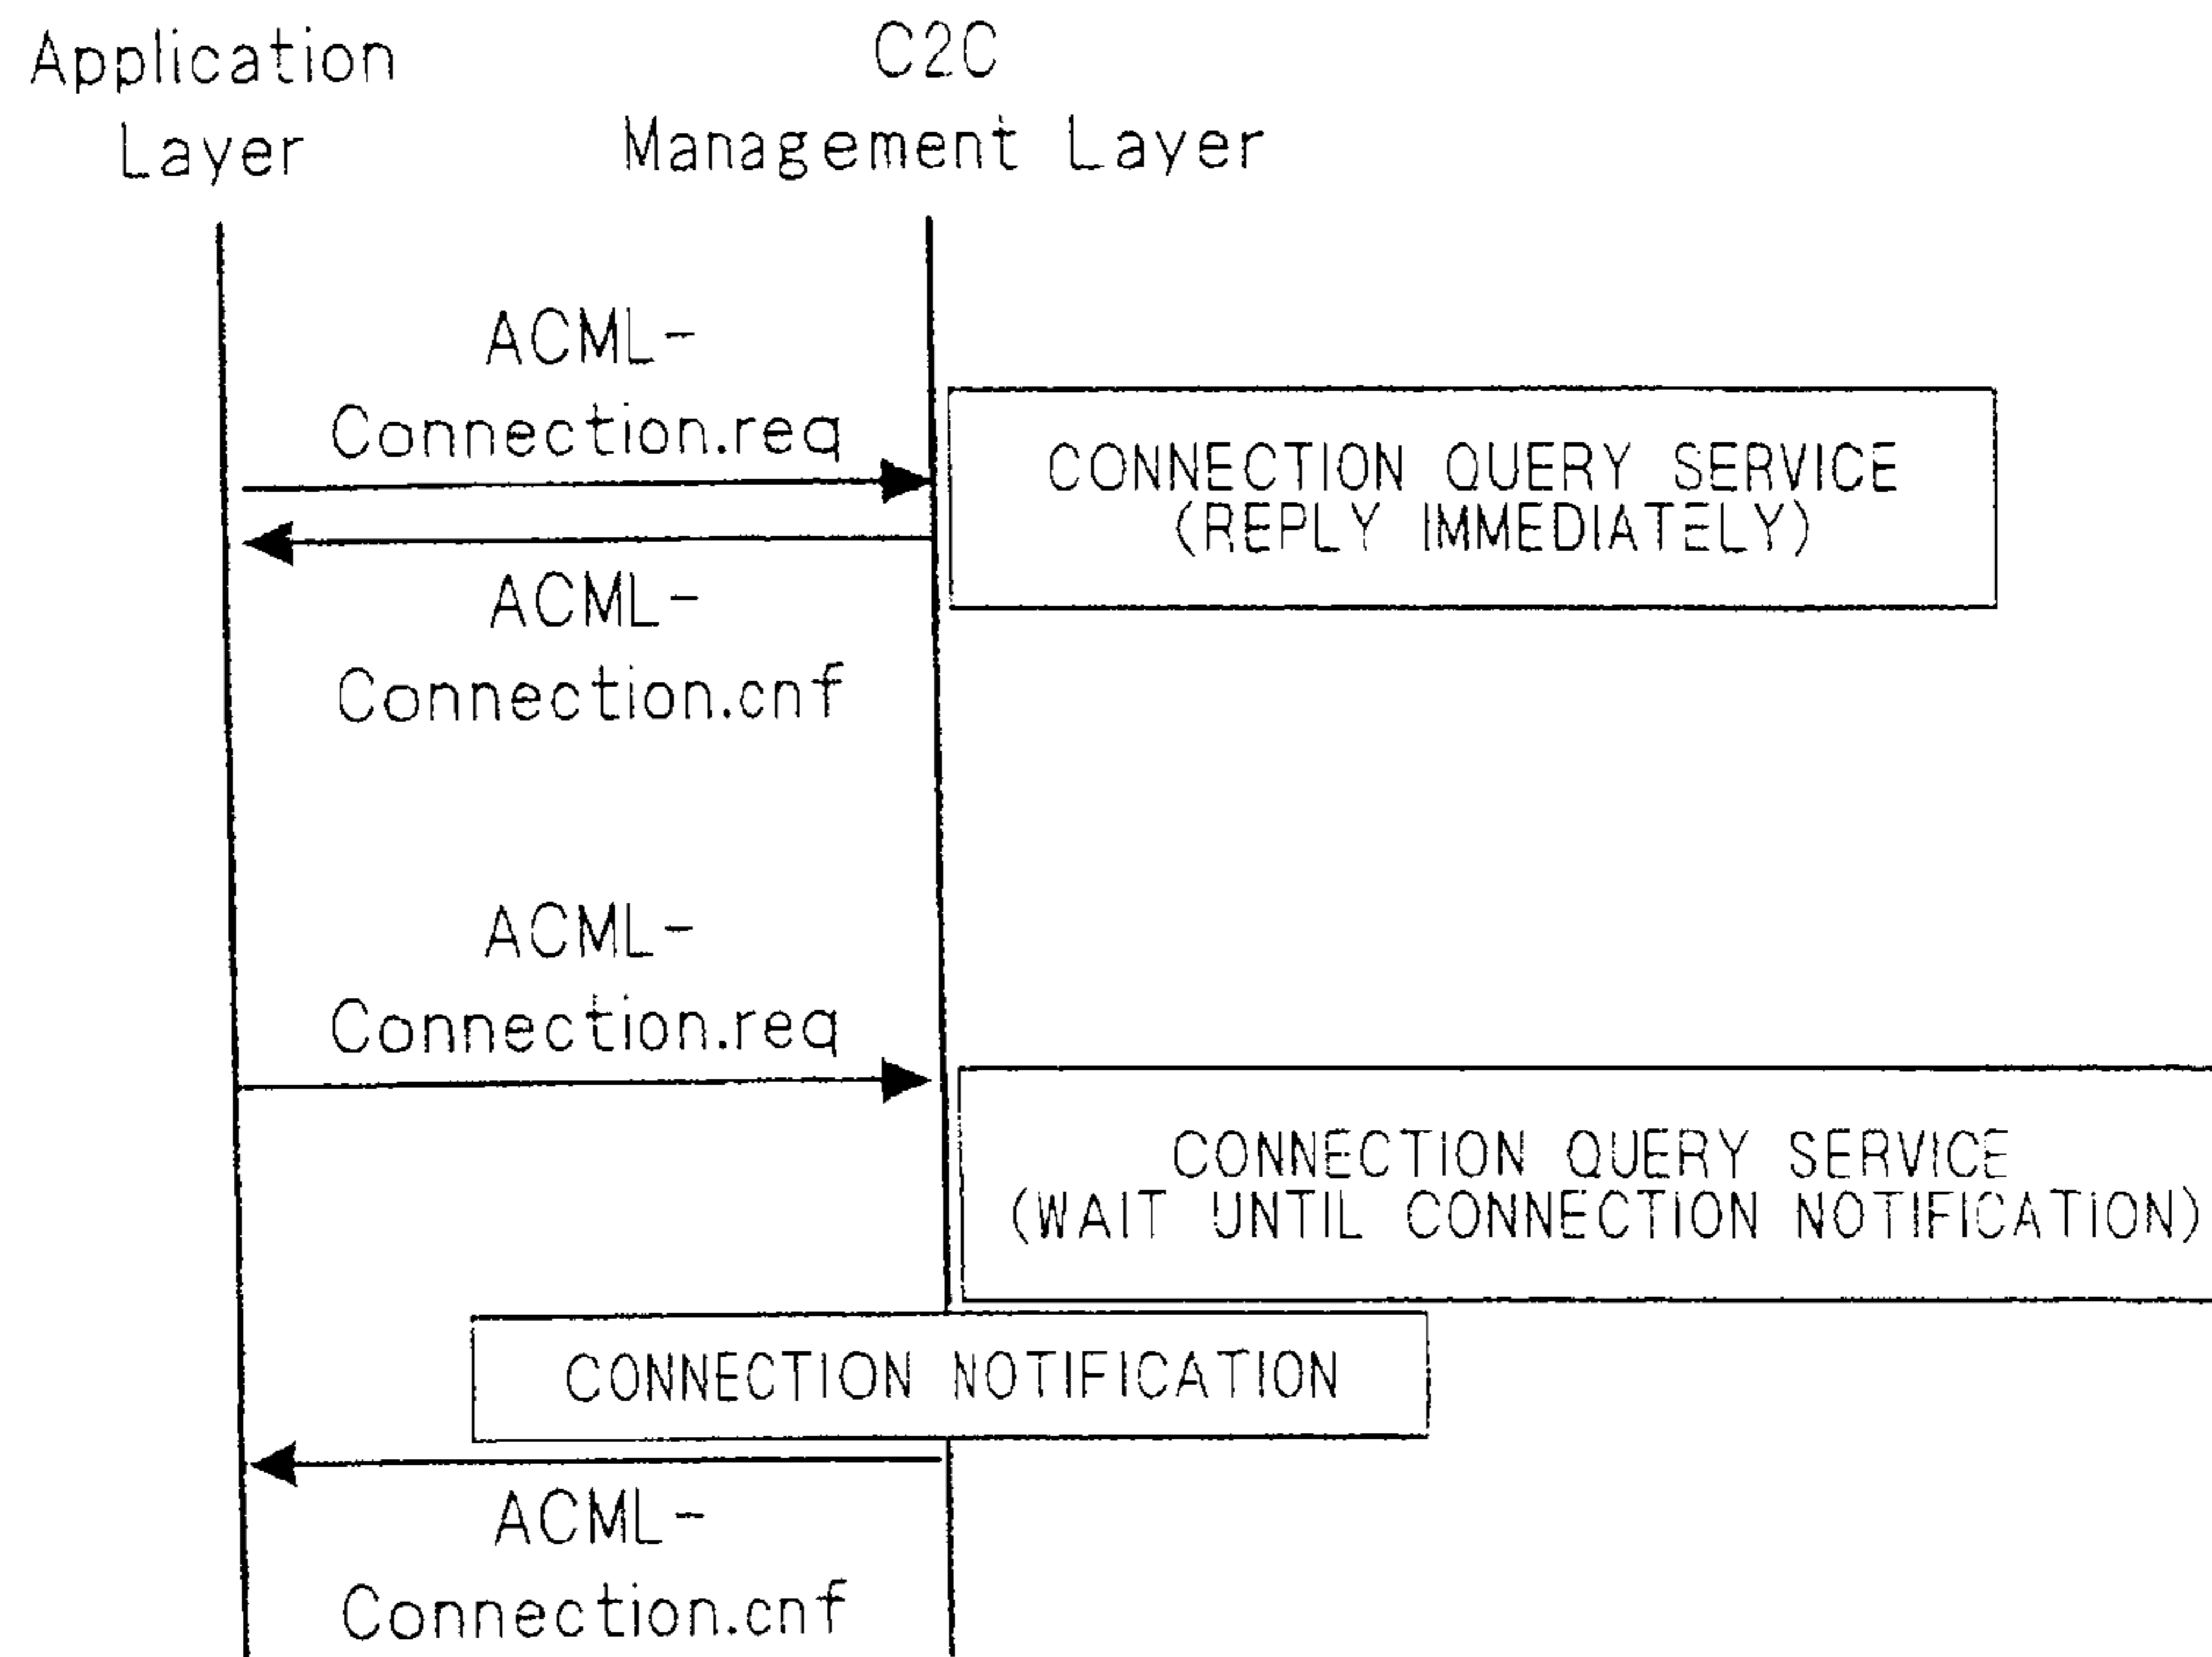 Application
Layer
C2C
Management Layer
ACML-
Connection.req
CONNECTION QUERY SERVICE
(REPLY IMMEDIATELY)
ACML-
Connection.cnf
ACML-
Connection.req
CONNECTION QUERY SERVICE
(WAIT UNTIL CONNECTION NOTIFICATION)
CONNECTION NOTIFICATION
ACML-
Connection.cnf